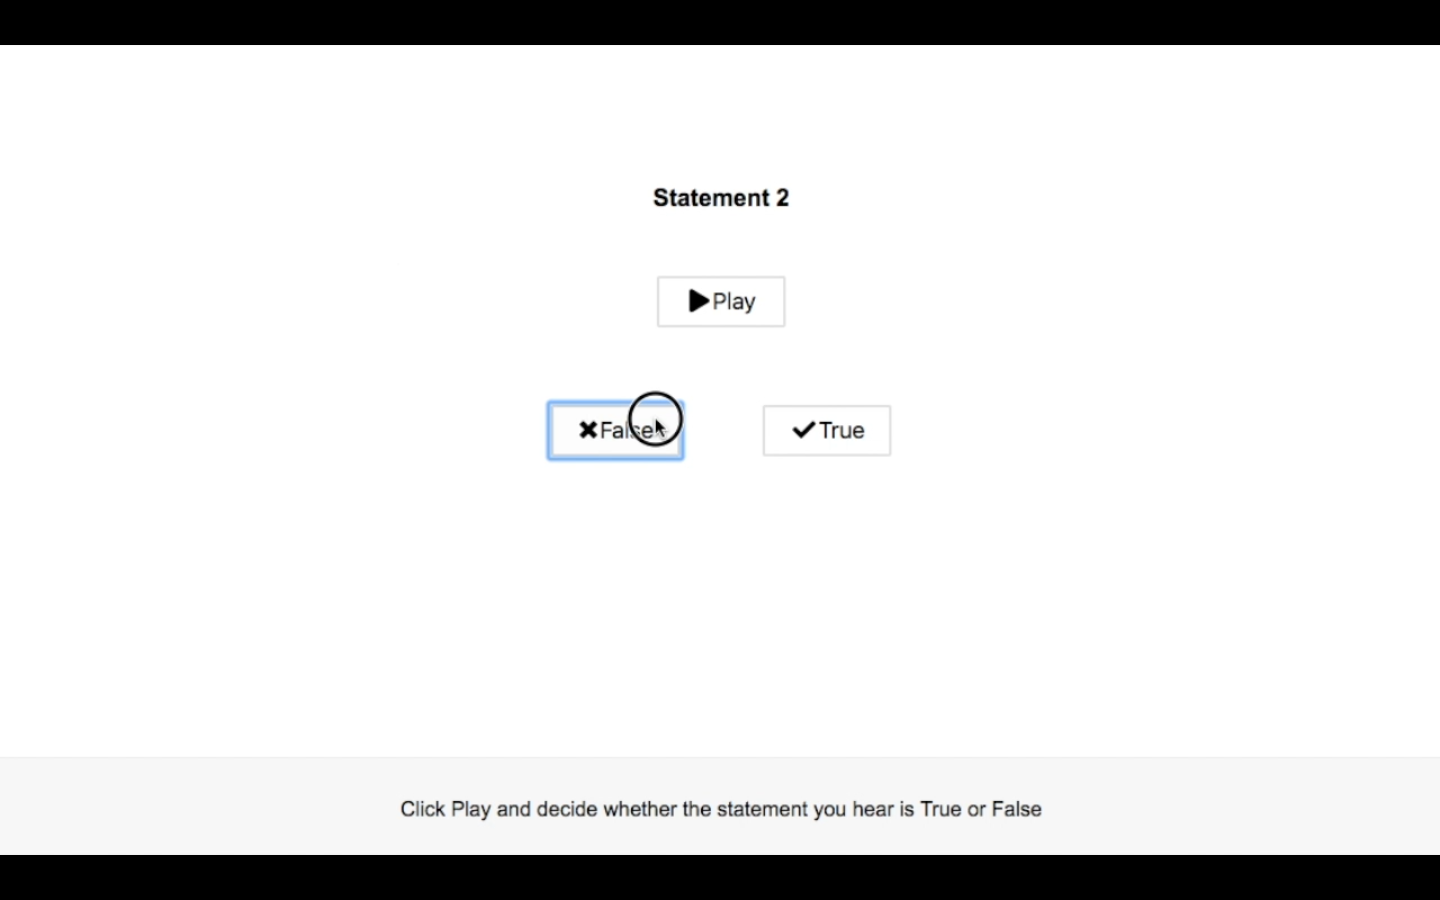 Statement 2
Play
False
True
Click Play and decide whether the statement you hear is True or False